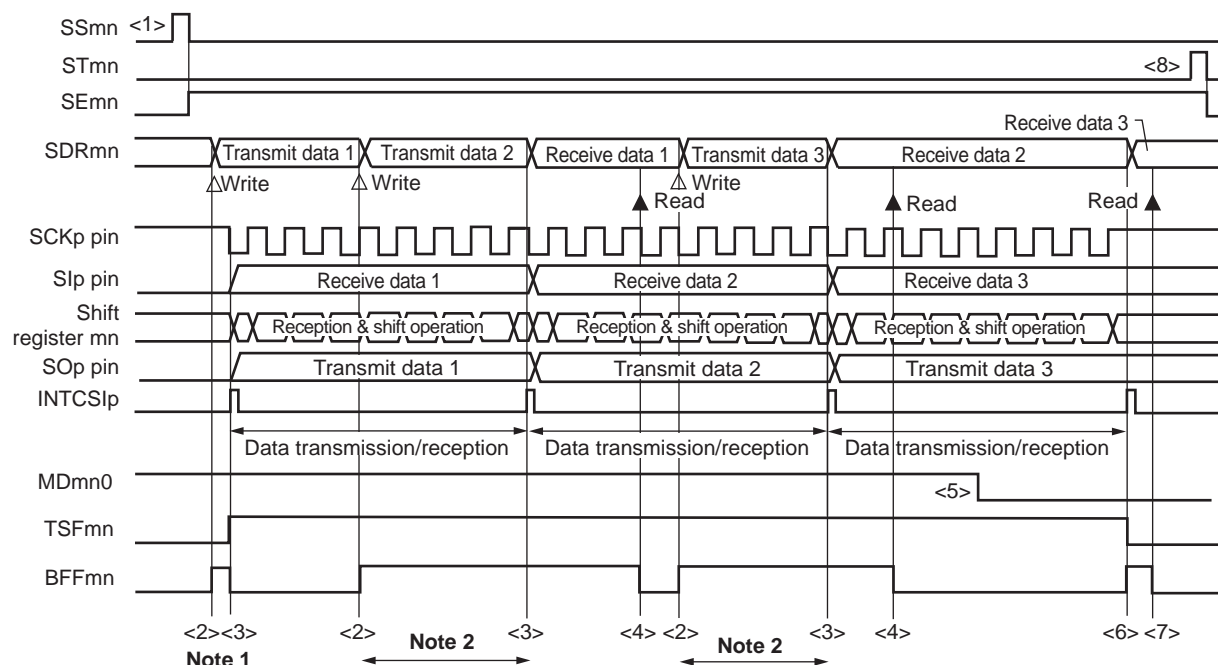 SSmn <1>
STmn <8>
SEmn
Receive data 3
SDRmn Transmit data 1 Transmit data 2 Receive data 1 Transmit data 3 Receive data 2
Write Write Write
Read Read Read
SCKp pin
SIp pin Receive data 1 Receive data 2 Receive data 3
Shift
register mn Reception & shift operation Reception & shift operation Reception & shift operation
SOp pin Transmit data 1 Transmit data 2 Transmit data 3
INTCSIp
Data transmission/reception Data transmission/reception Data transmission/reception
MDmn0 <5>
TSFmn
BFFmn
<2><3> <2> <3> <4> <2> <3> <4> <6> <7>
Note 1 Note 2 Note 2